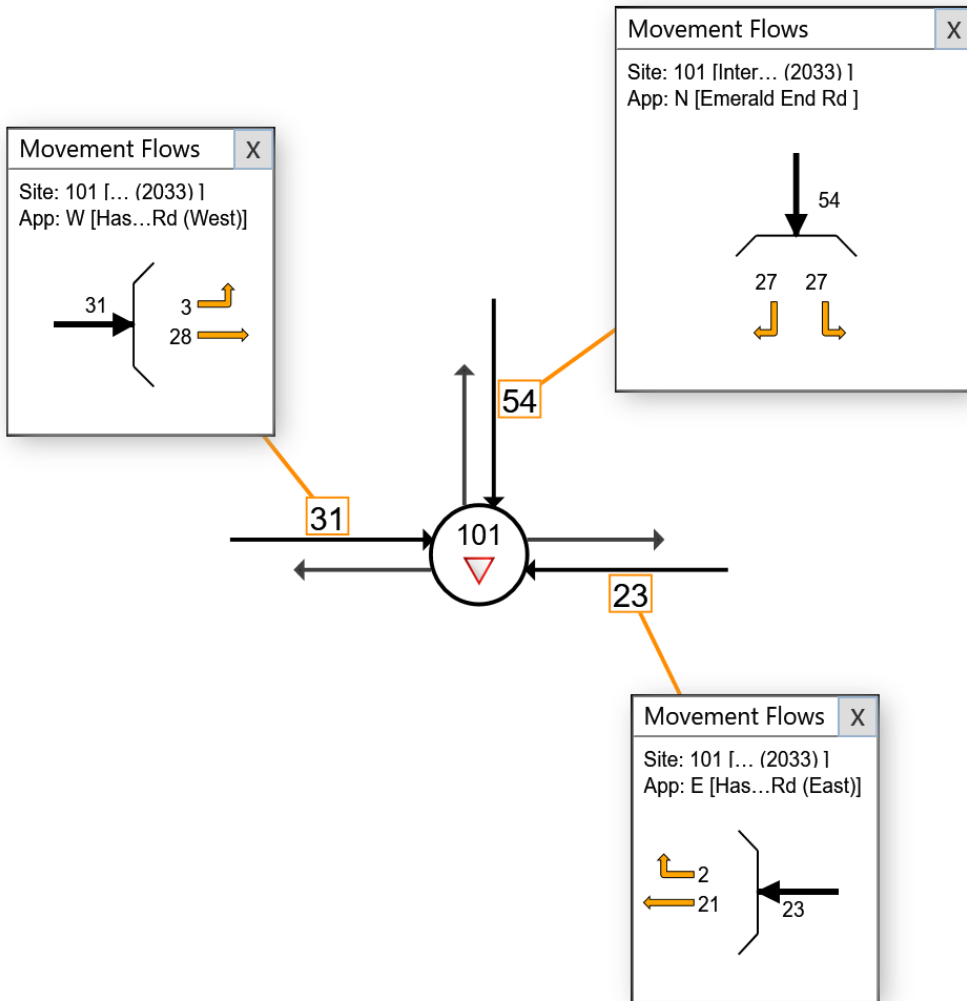 Movement Flows X
Site: 101 [Inter... (2033) ]
App: N [Emerald End Rd ]
54
27 27
Movement Flows X
Site: 101 [... (2033) ]
App: W [Has...Rd (West)]
31
3
28
54
31
101
23
Movement Flows X
Site: 101 [... (2033) ]
App: E [Has...Rd (East)]
2
21
23